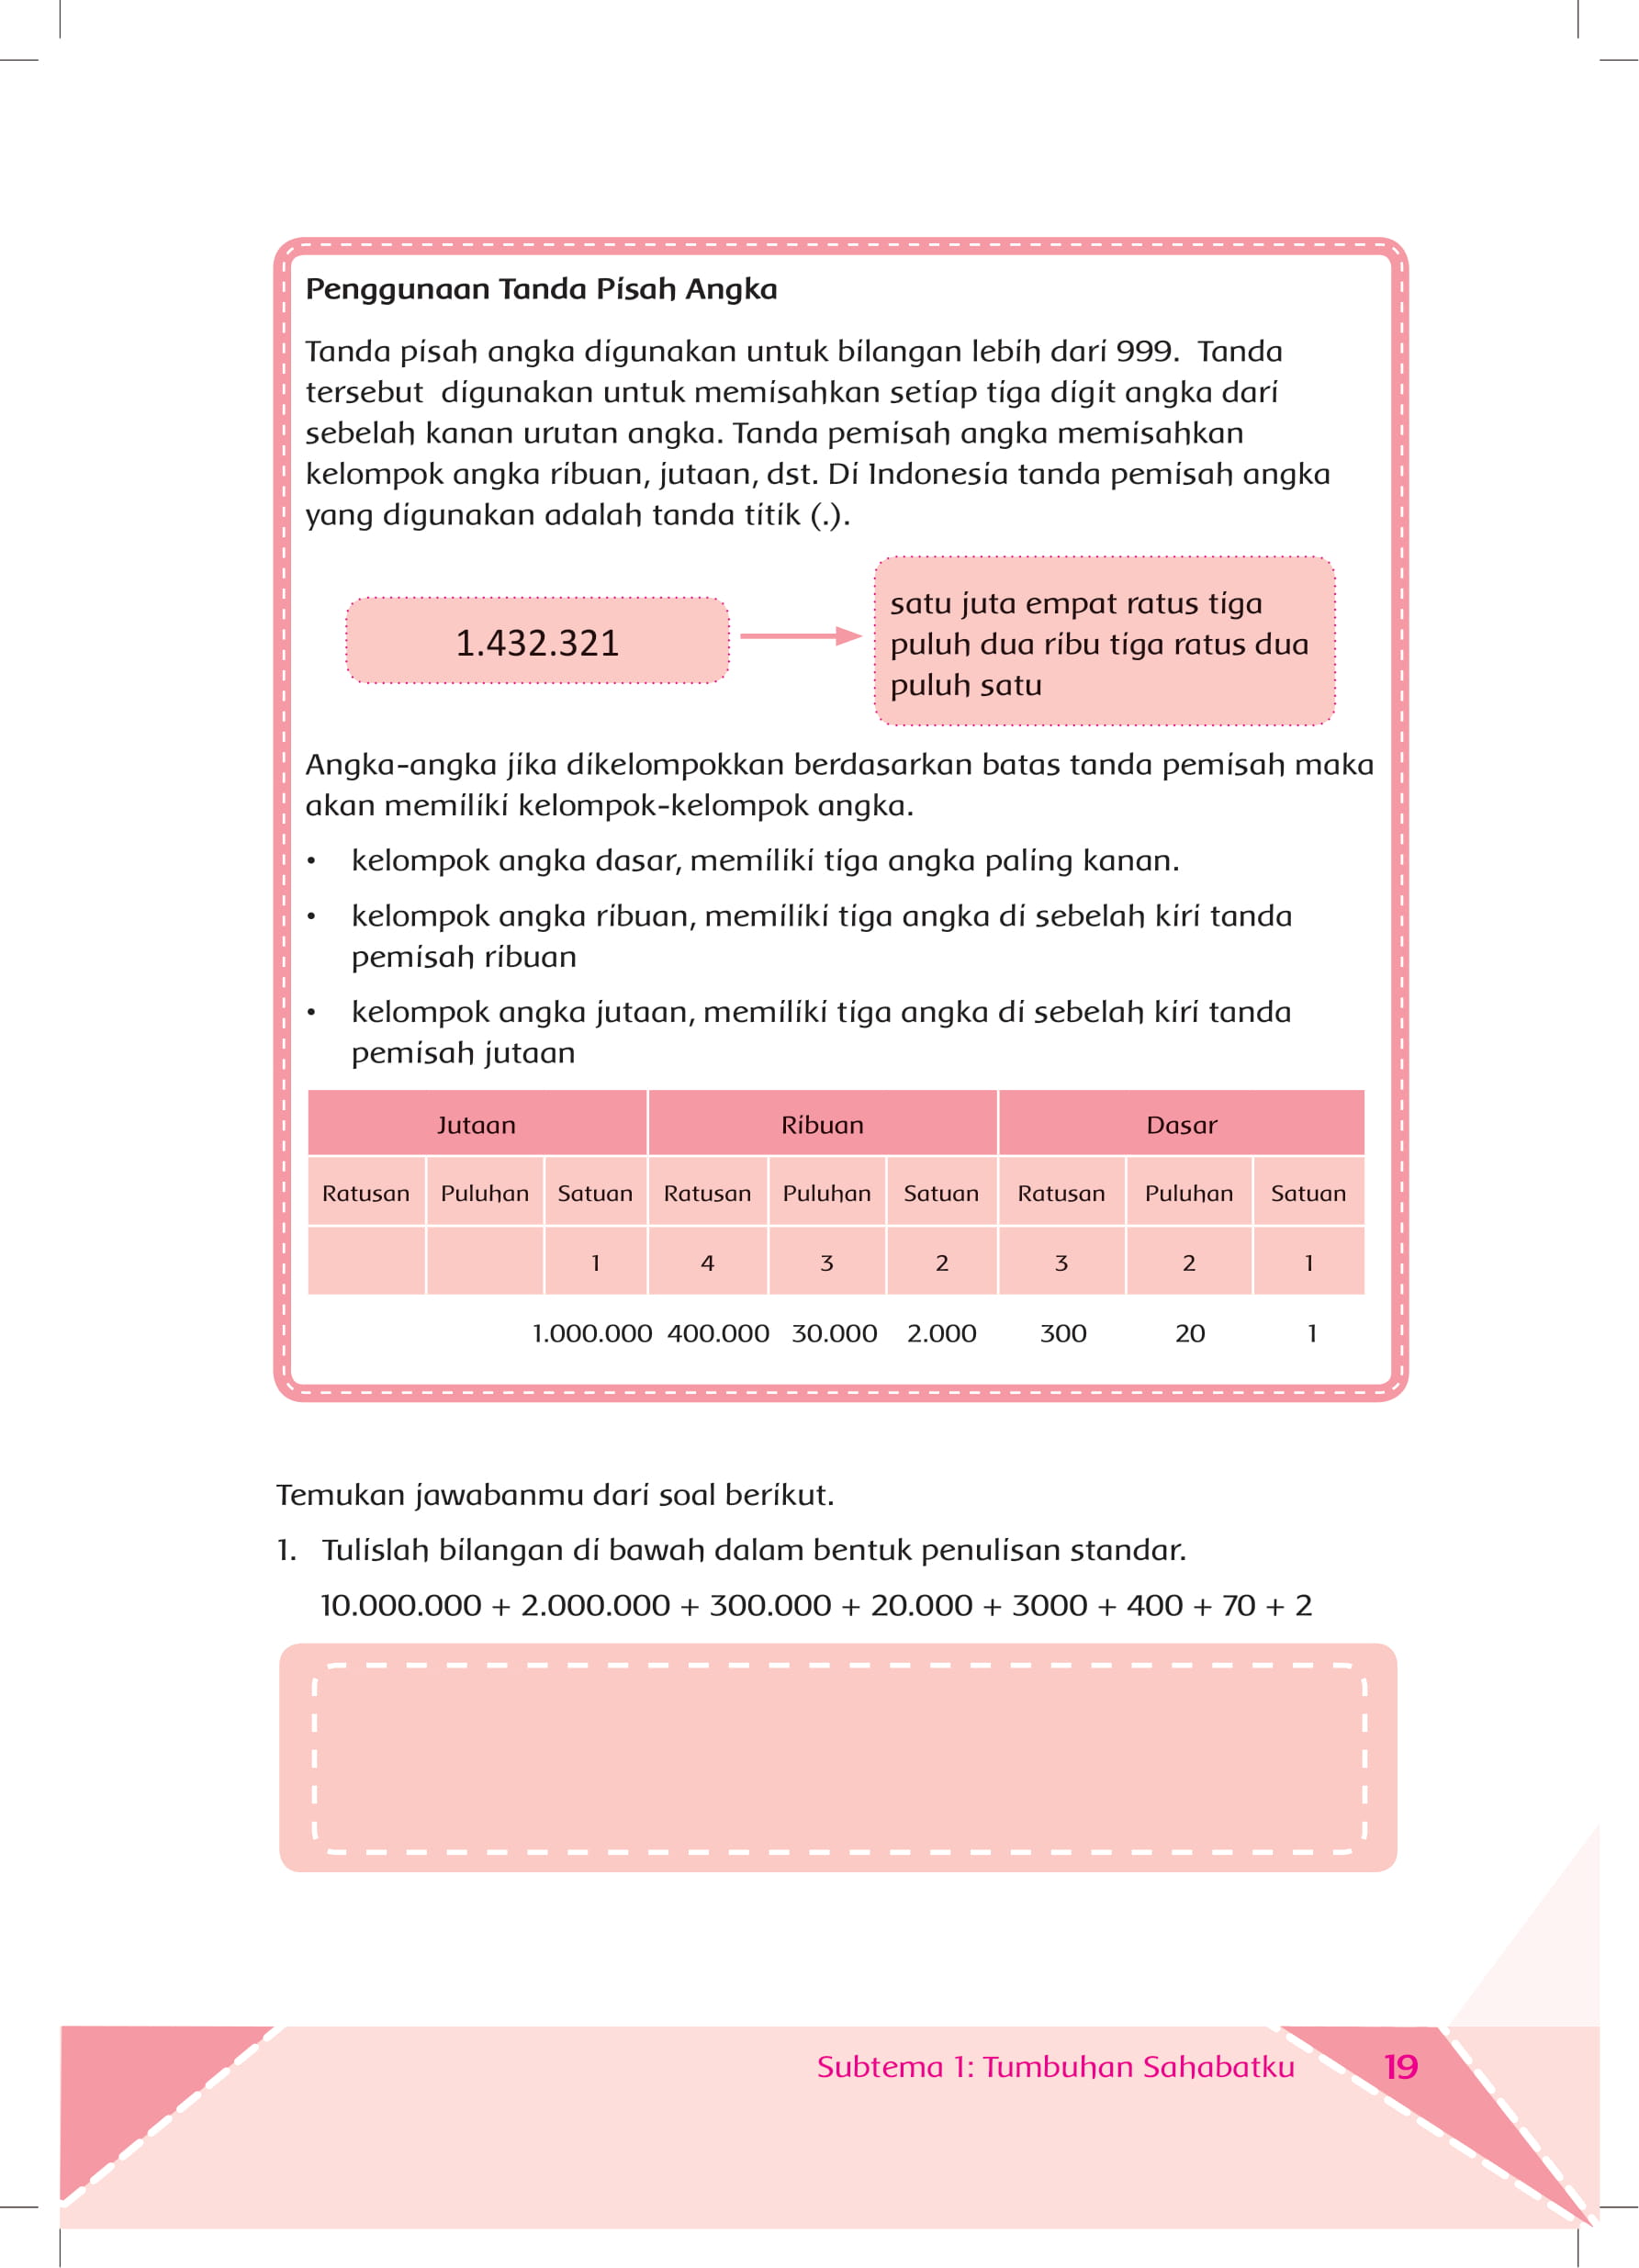 Penggunaan Tanda Pisah Angka
Tanda pisah angka digunakan untuk bilangan lebih dari 999. Tanda
tersebut digunakan untuk memisahkan setiap tiga digit angka dari
sebelah kanan urutan angka. Tanda pemisah angka memisahkan
kelompok angka ribuan, jutaan, dst. Di Indonesia tanda pemisah angka
yang digunakan adalah tanda titik (.).
1.432.321
satu juta empat ratus tiga
puluh dua ribu tiga ratus dua
puluh satu
Angka-angka jika dikelompokkan berdasarkan batas tanda pemisah maka
akan memiliki kelompok-kelompok angka.
• kelompok angka dasar, memiliki tiga angka paling kanan.
• kelompok angka ribuan, memiliki tiga angka di sebelah kiri tanda
pemisah ribuan
• kelompok angka jutaan, memiliki tiga angka di sebelah kiri tanda
pemisah jutaan
Jutaan Ribuan Dasar
Ratusan Puluhan Satuan Ratusan Puluhan Satuan Ratusan Puluhan Satuan
1 4 3 2 3 2 1
1.000.000 400.000 30.000 2.000 300 20 1
Temukan jawabanmu dari soal berikut.
1. Tulislah bilangan di bawah dalam bentuk penulisan standar.
10.000.000 + 2.000.000 + 300.000 + 20.000 + 3000 + 400 + 70 + 2
Subtema 1: Tumbuhan Sahabatku 19